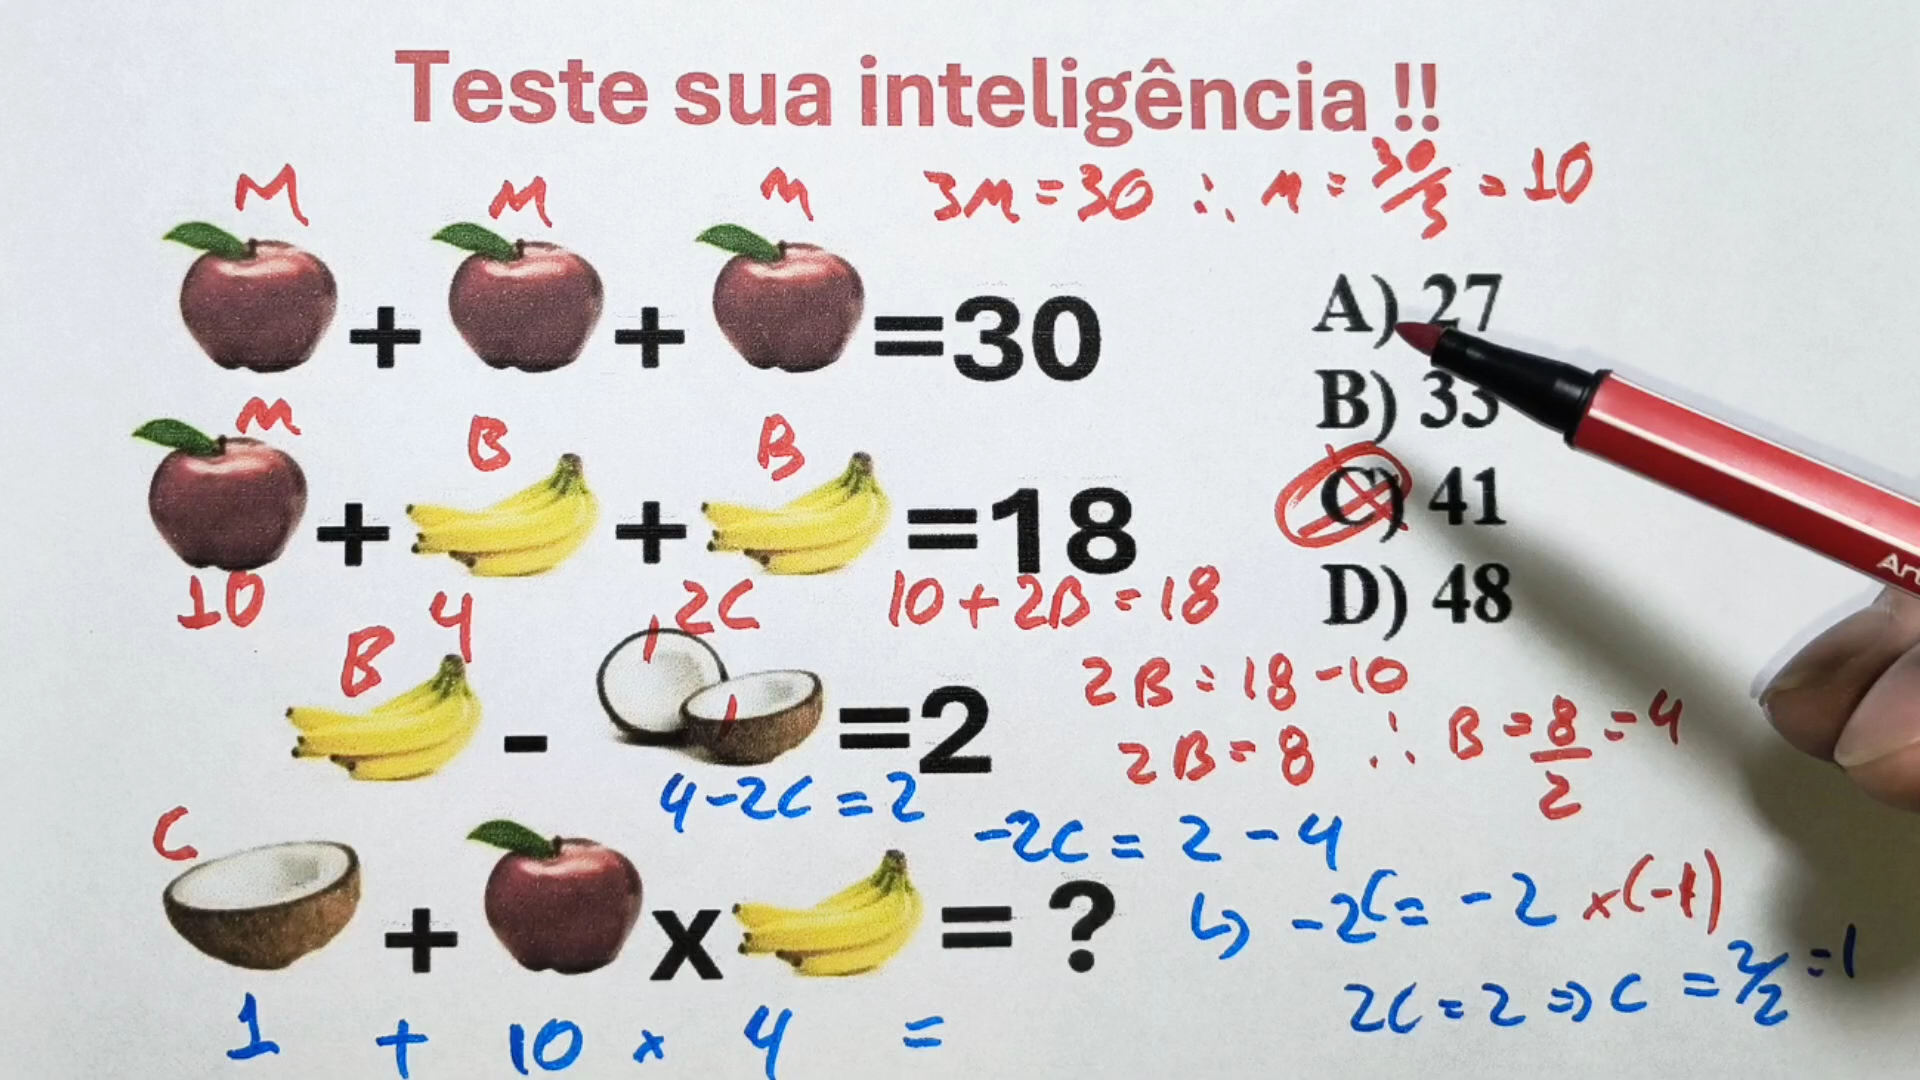 Teste sua inteligência !!
M M M 3M = 30 ∴ M = 30/3 = 10
+ + =30
A) 27
B) 33
C) 41
D) 48
M B B
+ + =18
10 4 2C 10 + 2B = 18
B 1 1
- =2
2B = 18 - 10
2B = 8 ∴ B = 8/2 = 4
4 - 2C = 2
-2C = 2 - 4
C
+ x = ?
↳ -2C = -2 x(-1)
2C = 2 ⇒ C = 2/2 = 1
1 + 10 x 4 =